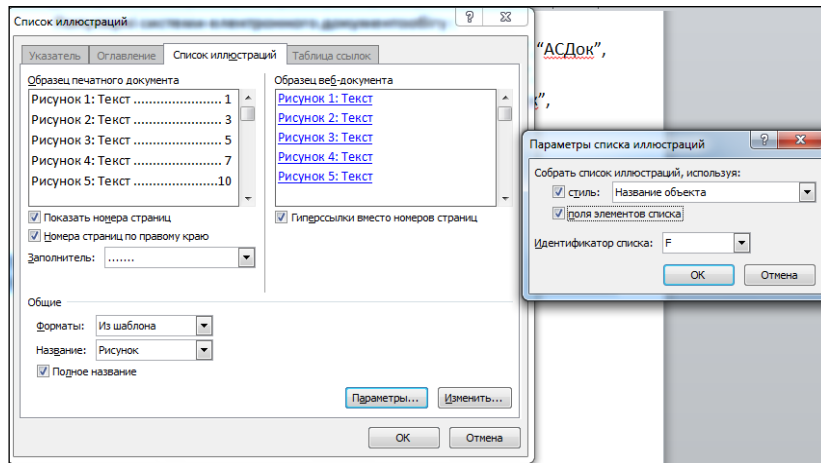 Список иллюстраций
Указатель Оглавление Список иллюстраций Таблица ссылок
Образец печатного документа
Рисунок 1: Текст ...................... 1
Рисунок 2: Текст ...................... 3
Рисунок 3: Текст ...................... 5
Рисунок 4: Текст ...................... 7
Рисунок 5: Текст .....................10
Образец веб-документа
Рисунок 1: Текст
Рисунок 2: Текст
Рисунок 3: Текст
Рисунок 4: Текст
Рисунок 5: Текст
Показать номера страниц
Номера страниц по правому краю
Заполнитель: .......
Гиперссылки вместо номеров страниц
Общие
Форматы: Из шаблона
Название: Рисунок
Полное название
Параметры... Изменить...
ОК Отмена
“АСДок”,
”,
Параметры списка иллюстраций
Собрать список иллюстраций, используя:
стиль: Название объекта
поля элементов списка
Идентификатор списка: F
ОК Отмена